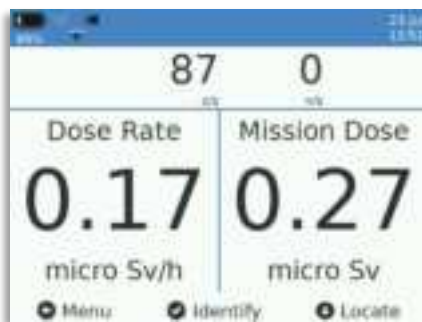 87 0
Dose Rate Mission Dose
0.17 0.27
micro Sv/h micro Sv
Menu Identify Locate